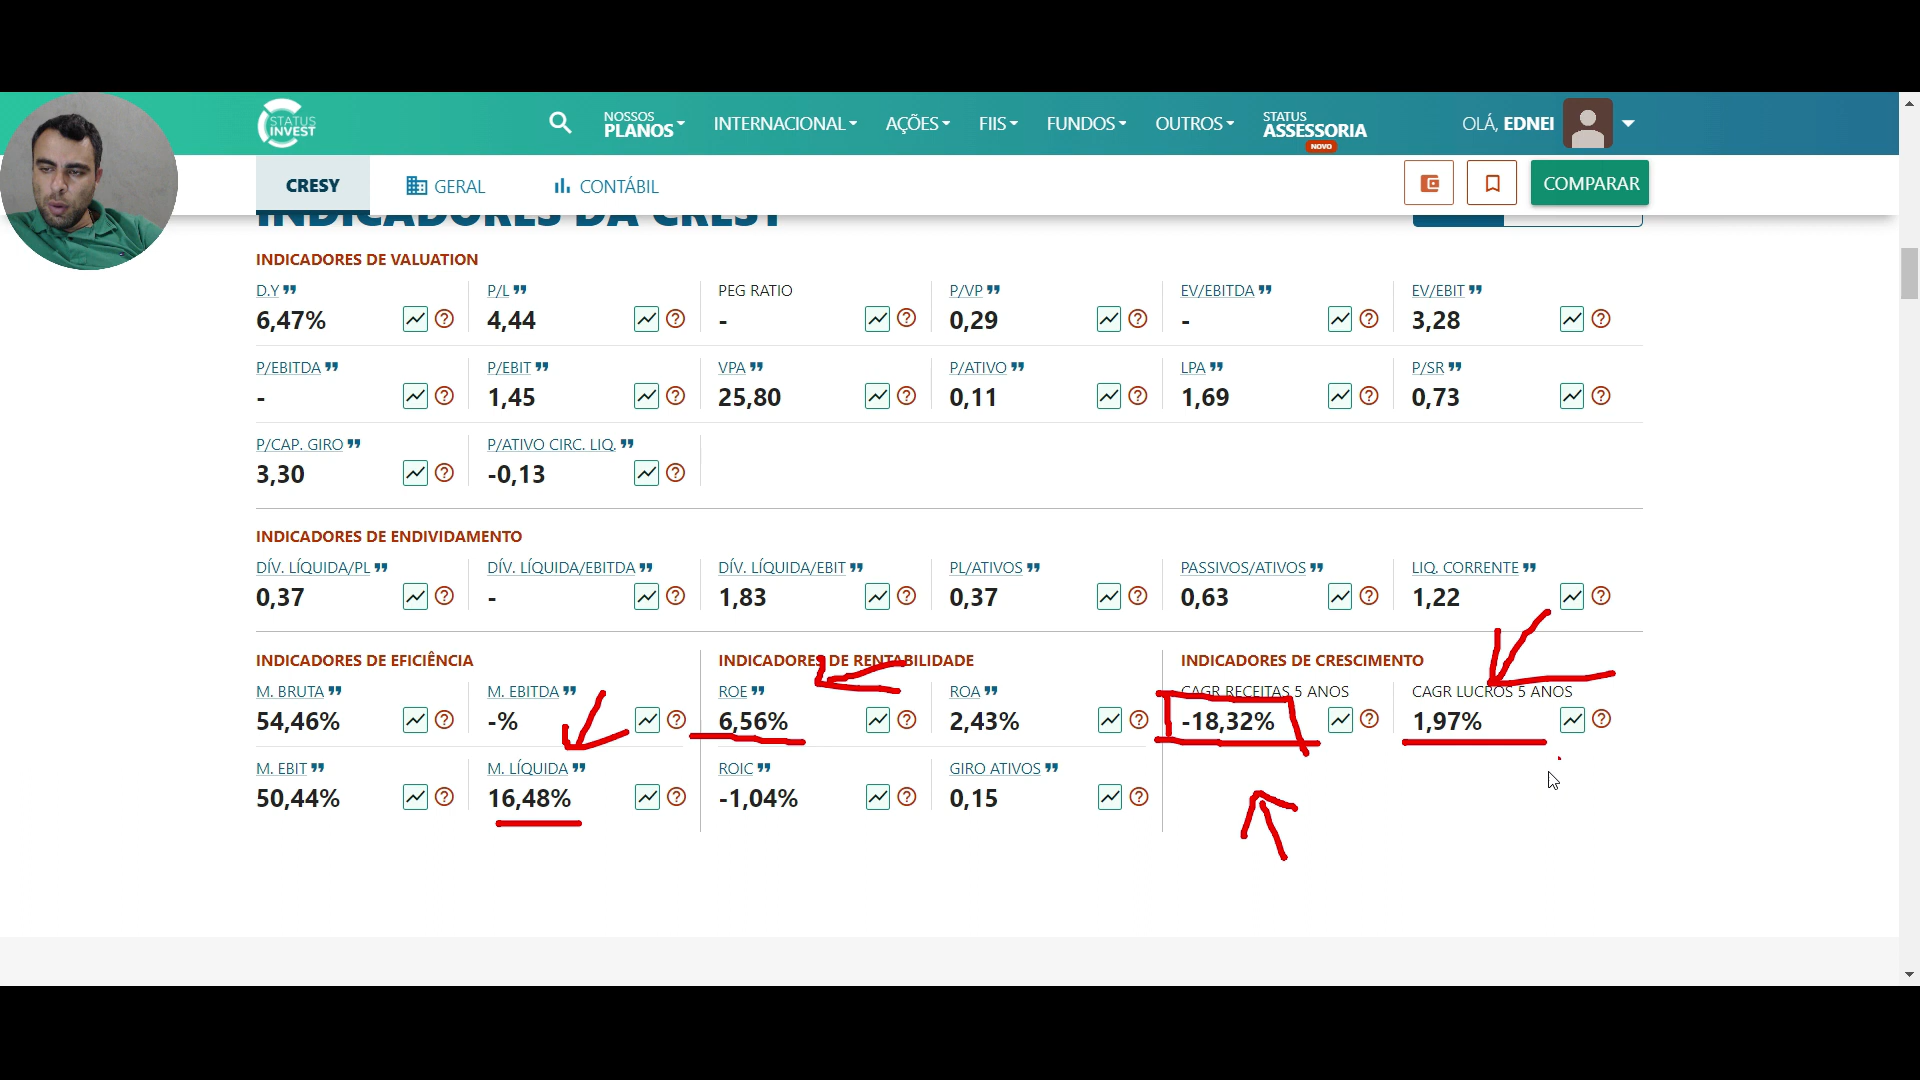 STATUS
INVEST
NOSSOS
PLANOS
INTERNACIONAL
AÇÕES
FIIS
FUNDOS
OUTROS
STATUS
ASSESSORIA
NOVO
OLÁ, EDNEI
CRESY
GERAL
CONTÁBIL
COMPARAR
INDICADORES DA CRESY
INDICADORES DE VALUATION
D.Y
P/L
PEG RATIO
P/VP
EV/EBITDA
EV/EBIT
6,47%
4,44
-
0,29
-
3,28
P/EBITDA
P/EBIT
VPA
P/ATIVO
LPA
P/SR
-
1,45
25,80
0,11
1,69
0,73
P/CAP. GIRO
P/ATIVO CIRC. LIQ.
3,30
-0,13
INDICADORES DE ENDIVIDAMENTO
DÍV. LÍQUIDA/PL
DÍV. LÍQUIDA/EBITDA
DÍV. LÍQUIDA/EBIT
PL/ATIVOS
PASSIVOS/ATIVOS
LIQ. CORRENTE
0,37
-
1,83
0,37
0,63
1,22
INDICADORES DE EFICIÊNCIA
INDICADORES DE RENTABILIDADE
INDICADORES DE CRESCIMENTO
M. BRUTA
M. EBITDA
ROE
ROA
CAGR RECEITAS 5 ANOS
CAGR LUCROS 5 ANOS
54,46%
-%
6,56%
2,43%
-18,32%
1,97%
M. EBIT
M. LÍQUIDA
ROIC
GIRO ATIVOS
50,44%
16,48%
-1,04%
0,15